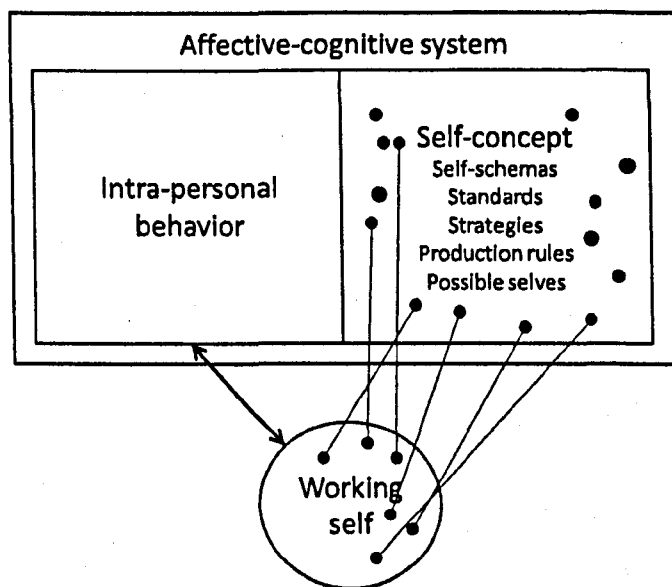 Affective-cognitive system
Intra-personal
behavior
Self-concept
Self-schemas
Standards
Strategies
Production rules
Possible selves
Working
self